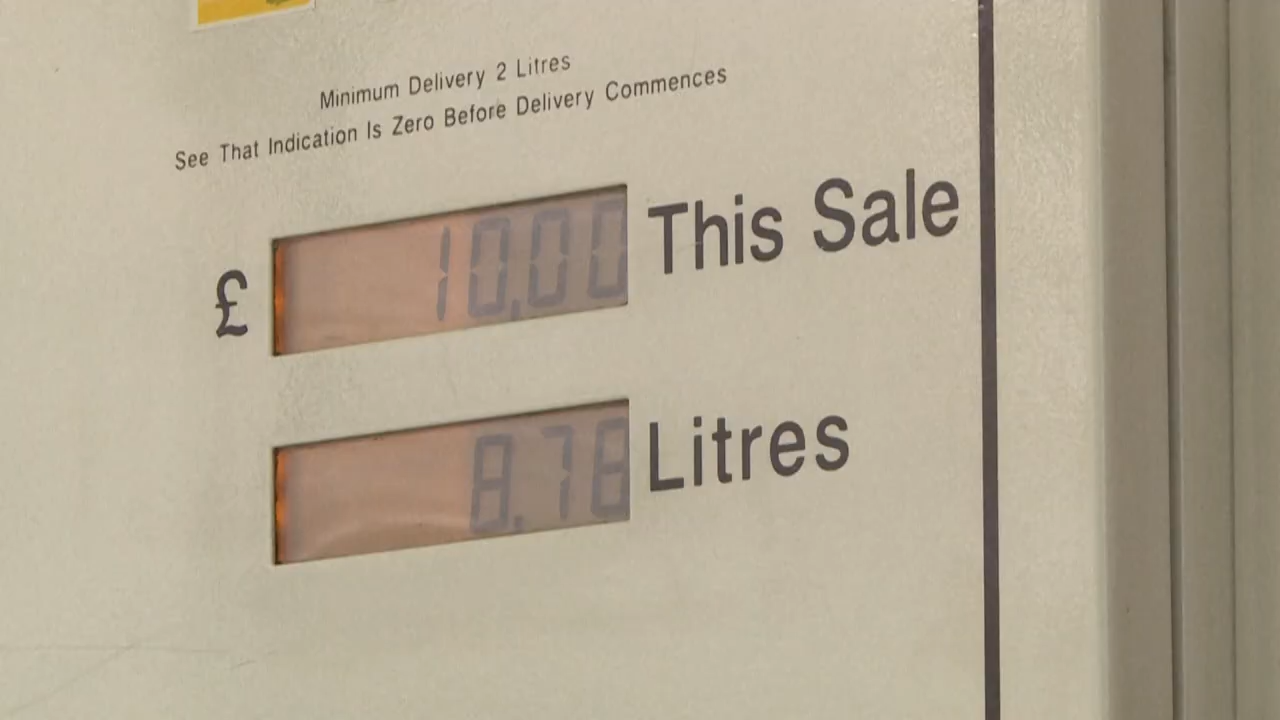 Minimum Delivery 2 Litres
See That Indication Is Zero Before Delivery Commences
£ 10.00 This Sale
8.78 Litres